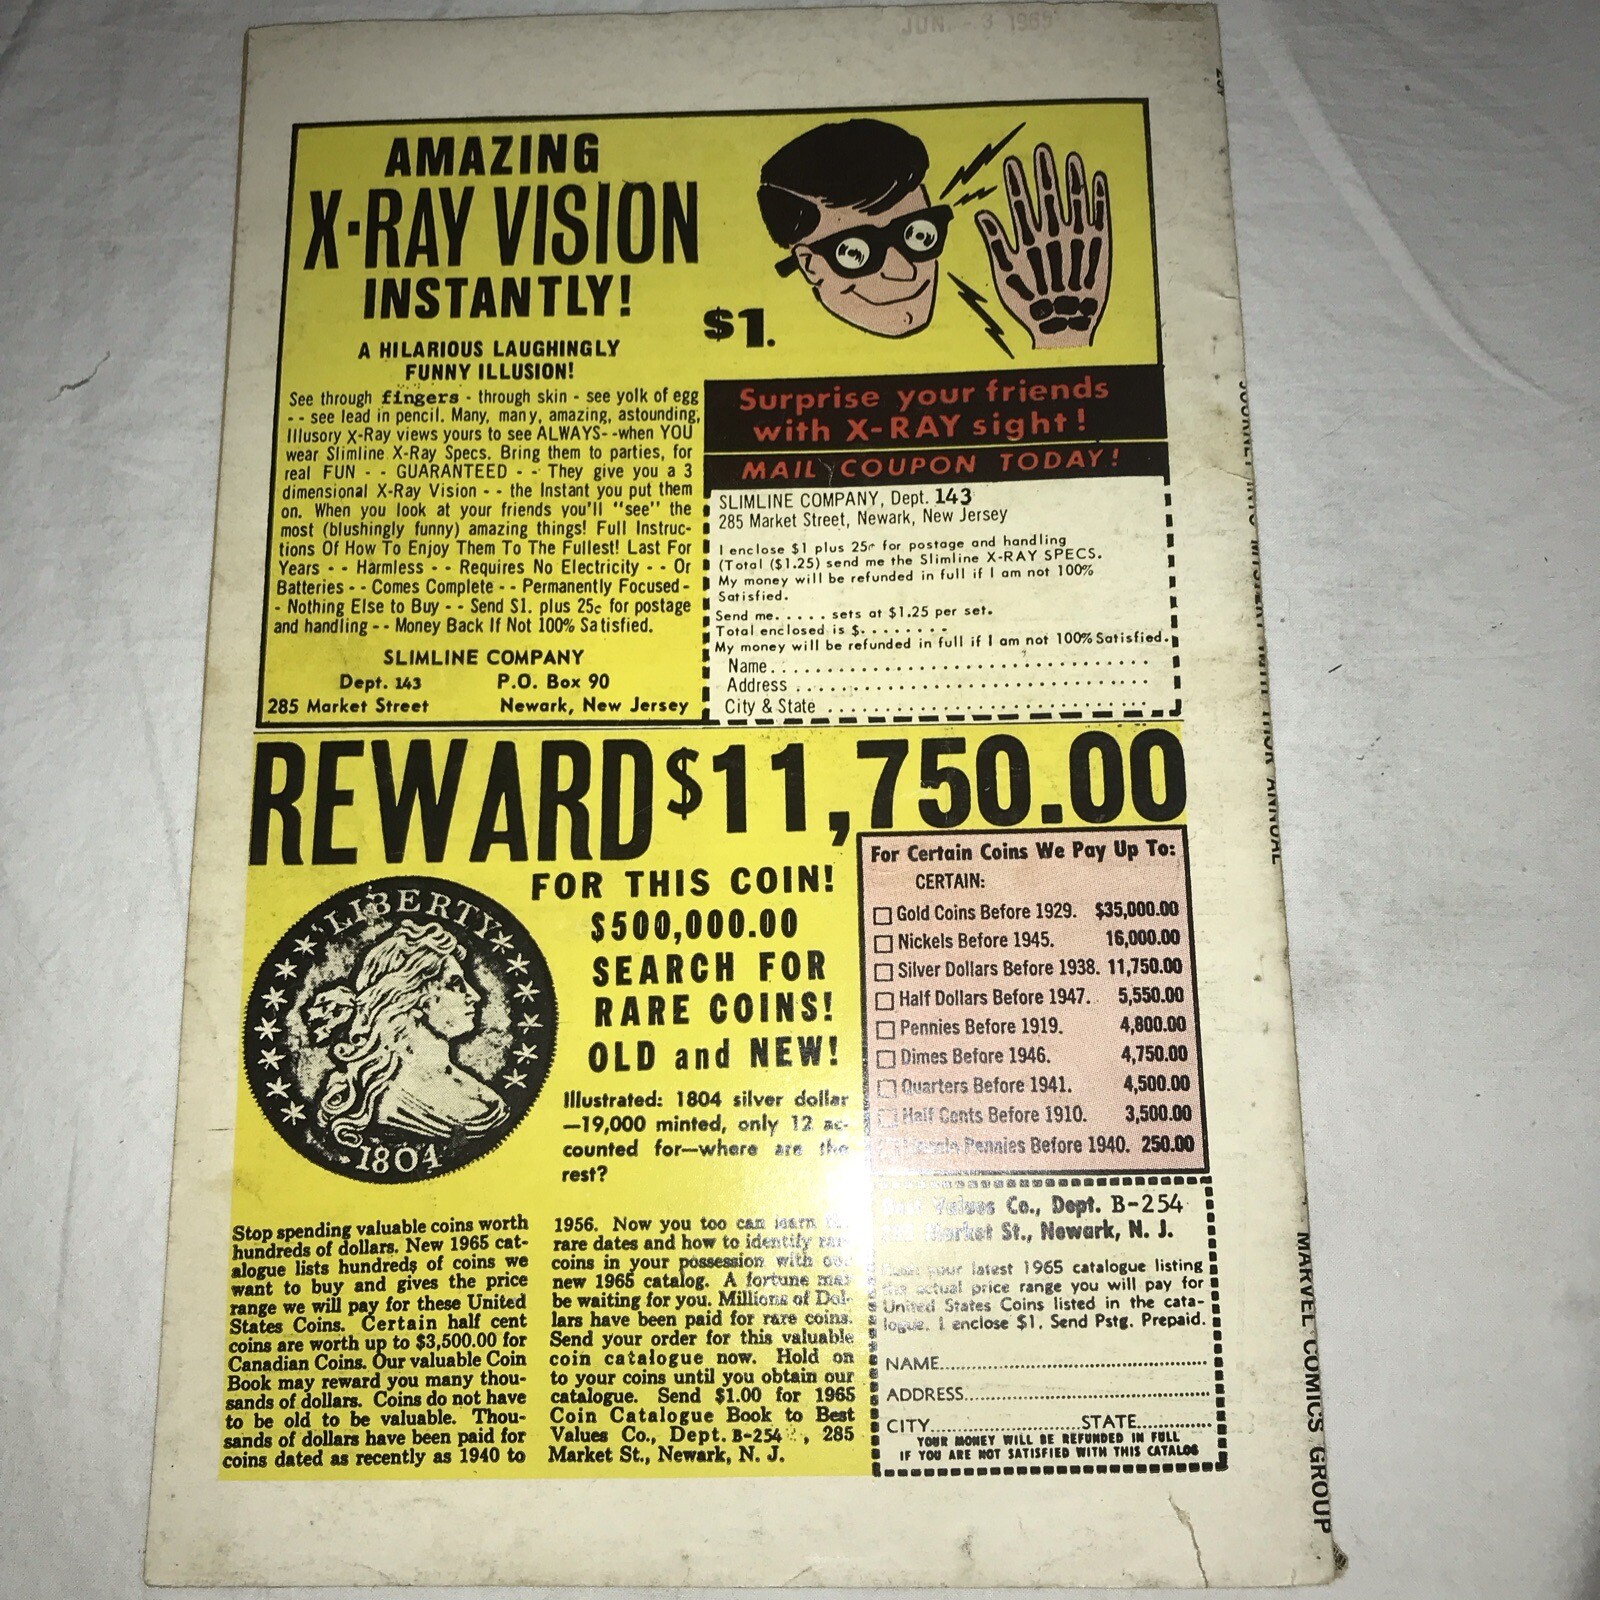 JUN. - 3 1965
AMAZING
X-RAY VISION
INSTANTLY!
A HILARIOUS LAUGHINGLY
FUNNY ILLUSION!
$1.
See through fingers - through skin - see yolk of egg
- - see lead in pencil. Many, many, amazing, astounding,
Illusory X-Ray views yours to see ALWAYS- -when YOU
wear Slimline X-Ray Specs. Bring them to parties, for
real FUN - - GUARANTEED - - They give you a 3
dimensional X-Ray Vision - - the Instant you put them
on. When you look at your friends you'll "see" the
most (blushingly funny) amazing things! Full Instruc-
tions Of How To Enjoy Them To The Fullest! Last For
Years - - Harmless - - Requires No Electricity - - Or
Batteries - - Comes Complete - - Permanently Focused -
- Nothing Else to Buy - - Send $1. plus 25c for postage
and handling - - Money Back If Not 100% Satisfied.
SLIMLINE COMPANY
Dept. 143 P.O. Box 90
285 Market Street Newark, New Jersey
Surprise your friends
with X-RAY sight!
MAIL COUPON TODAY!
SLIMLINE COMPANY, Dept. 143
285 Market Street, Newark, New Jersey
I enclose $1 plus 25c for postage and handling
(Total ($1.25) send me the Slimline X-RAY SPECS.
My money will be refunded in full if I am not 100%
Satisfied.
Send me..... sets at $1.25 per set.
Total enclosed is $........
My money will be refunded in full if I am not 100% Satisfied.
Name
Address
City & State
REWARD $11,750.00
FOR THIS COIN!
$500,000.00
SEARCH FOR
RARE COINS!
OLD and NEW!
LIBERTY
1804
Illustrated: 1804 silver dollar
—19,000 minted, only 12 ac-
counted for—where are the
rest?
Stop spending valuable coins worth
hundreds of dollars. New 1965 cat-
alogue lists hundreds of coins we
want to buy and gives the price
range we will pay for these United
States Coins. Certain half cent
coins are worth up to $3,500.00 for
Canadian Coins. Our valuable Coin
Book may reward you many thou-
sands of dollars. Coins do not have
to be old to be valuable. Thou-
sands of dollars have been paid for
coins dated as recently as 1940 to
1956. Now you too can learn
rare dates and how to identify
coins in your possession with our
new 1965 catalog. A fortune may
be waiting for you. Millions of Dol-
lars have been paid for rare coins.
Send your order for this valuable
coin catalogue now. Hold on
to your coins until you obtain our
catalogue. Send $1.00 for 1965
Coin Catalogue Book to Best
Values Co., Dept. B-254 , 285
Market St., Newark, N. J.
For Certain Coins We Pay Up To:
CERTAIN:
Gold Coins Before 1929. $35,000.00
Nickels Before 1945. 16,000.00
Silver Dollars Before 1938. 11,750.00
Half Dollars Before 1947. 5,550.00
Pennies Before 1919. 4,800.00
Dimes Before 1946. 4,750.00
Quarters Before 1941. 4,500.00
Half Cents Before 1910. 3,500.00
Pennies Before 1940. 250.00
Values Co., Dept. B-254
Market St., Newark, N. J.
your latest 1965 catalogue listing
actual price range you will pay for
United States Coins listed in the cata-
logue. I enclose $1. Send Pstg. Prepaid.
NAME
ADDRESS
CITY STATE
YOUR MONEY WILL BE REFUNDED IN FULL
IF YOU ARE NOT SATISFIED WITH THIS CATALOG
ANNUAL
MARVEL COMICS GROUP